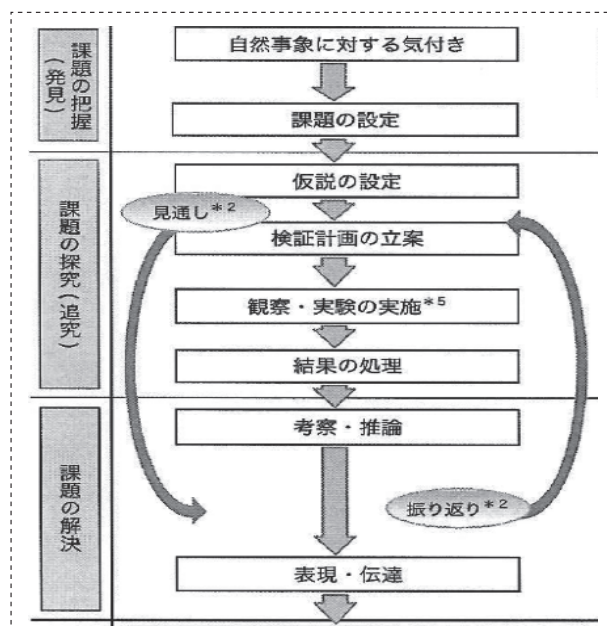 課題の把握
(発見)
自然事象に対する気付き
課題の設定
課題の探究(追究)
仮説の設定
見通し*2
検証計画の立案
観察・実験の実施*5
結果の処理
課題の解決
考察・推論
振り返り*2
表現・伝達